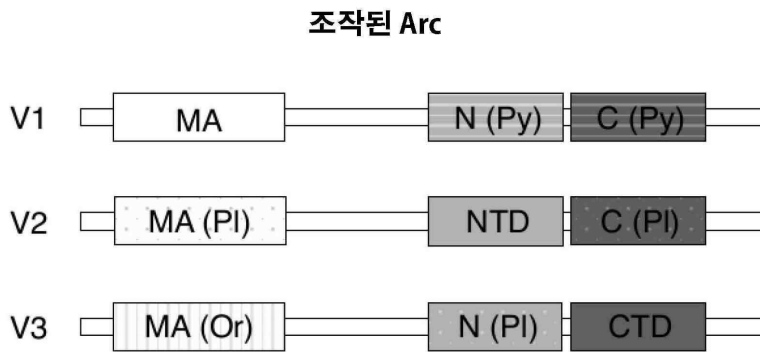 조작된 Arc
V1 MA N (Py) C (Py)
V2 MA (Pl) NTD C (Pl)
V3 MA (Or) N (Pl) CTD